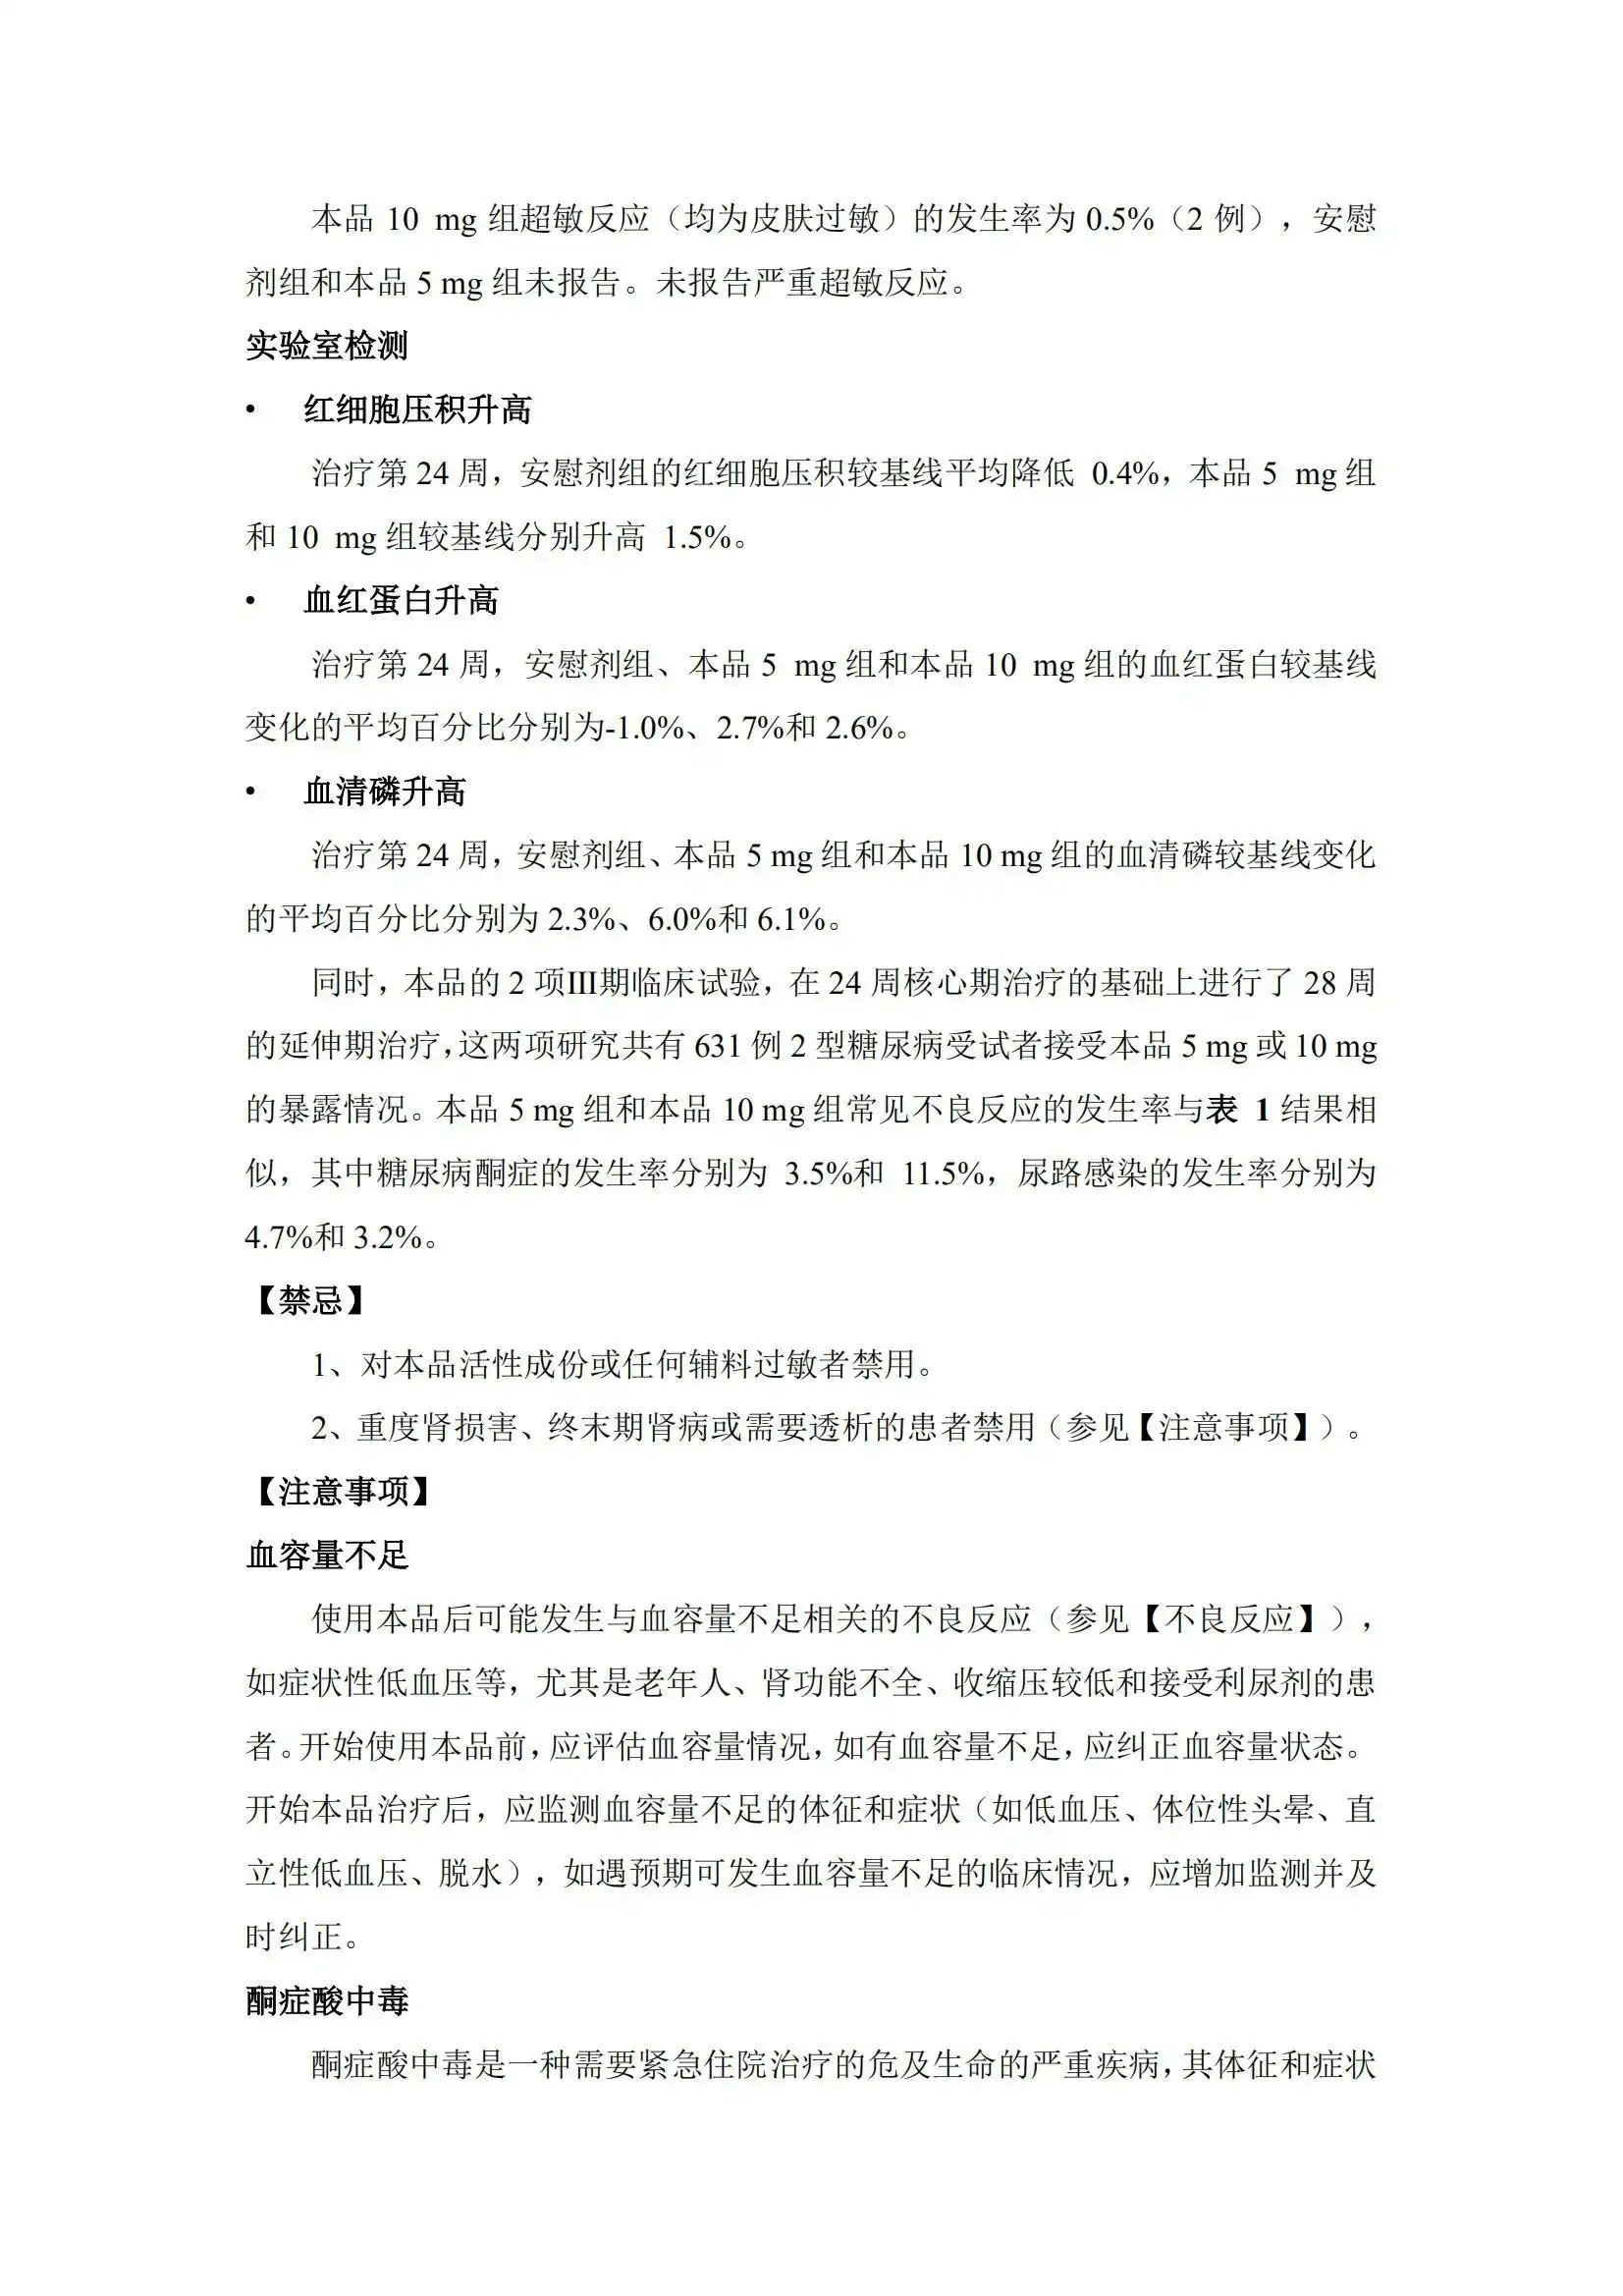 本品 10 mg 组超敏反应（均为皮肤过敏）的发生率为 0.5%（2 例），安慰
剂组和本品 5 mg 组未报告。未报告严重超敏反应。
实验室检测
• 红细胞压积升高
治疗第 24 周，安慰剂组的红细胞压积较基线平均降低 0.4%，本品 5 mg 组
和 10 mg 组较基线分别升高 1.5%。
• 血红蛋白升高
治疗第 24 周，安慰剂组、本品 5 mg 组和本品 10 mg 组的血红蛋白较基线
变化的平均百分比分别为-1.0%、2.7%和 2.6%。
• 血清磷升高
治疗第 24 周，安慰剂组、本品 5 mg 组和本品 10 mg 组的血清磷较基线变化
的平均百分比分别为 2.3%、6.0%和 6.1%。
同时，本品的 2 项Ⅲ期临床试验，在 24 周核心期治疗的基础上进行了 28 周
的延伸期治疗，这两项研究共有 631 例 2 型糖尿病受试者接受本品 5 mg 或 10 mg
的暴露情况。本品 5 mg 组和本品 10 mg 组常见不良反应的发生率与表 1 结果相
似，其中糖尿病酮症的发生率分别为 3.5%和 11.5%，尿路感染的发生率分别为
4.7%和 3.2%。
【禁忌】
1、对本品活性成份或任何辅料过敏者禁用。
2、重度肾损害、终末期肾病或需要透析的患者禁用（参见【注意事项】）。
【注意事项】
血容量不足
使用本品后可能发生与血容量不足相关的不良反应（参见【不良反应】），
如症状性低血压等，尤其是老年人、肾功能不全、收缩压较低和接受利尿剂的患
者。开始使用本品前，应评估血容量情况，如有血容量不足，应纠正血容量状态。
开始本品治疗后，应监测血容量不足的体征和症状（如低血压、体位性头晕、直
立性低血压、脱水），如遇预期可发生血容量不足的临床情况，应增加监测并及
时纠正。
酮症酸中毒
酮症酸中毒是一种需要紧急住院治疗的危及生命的严重疾病，其体征和症状